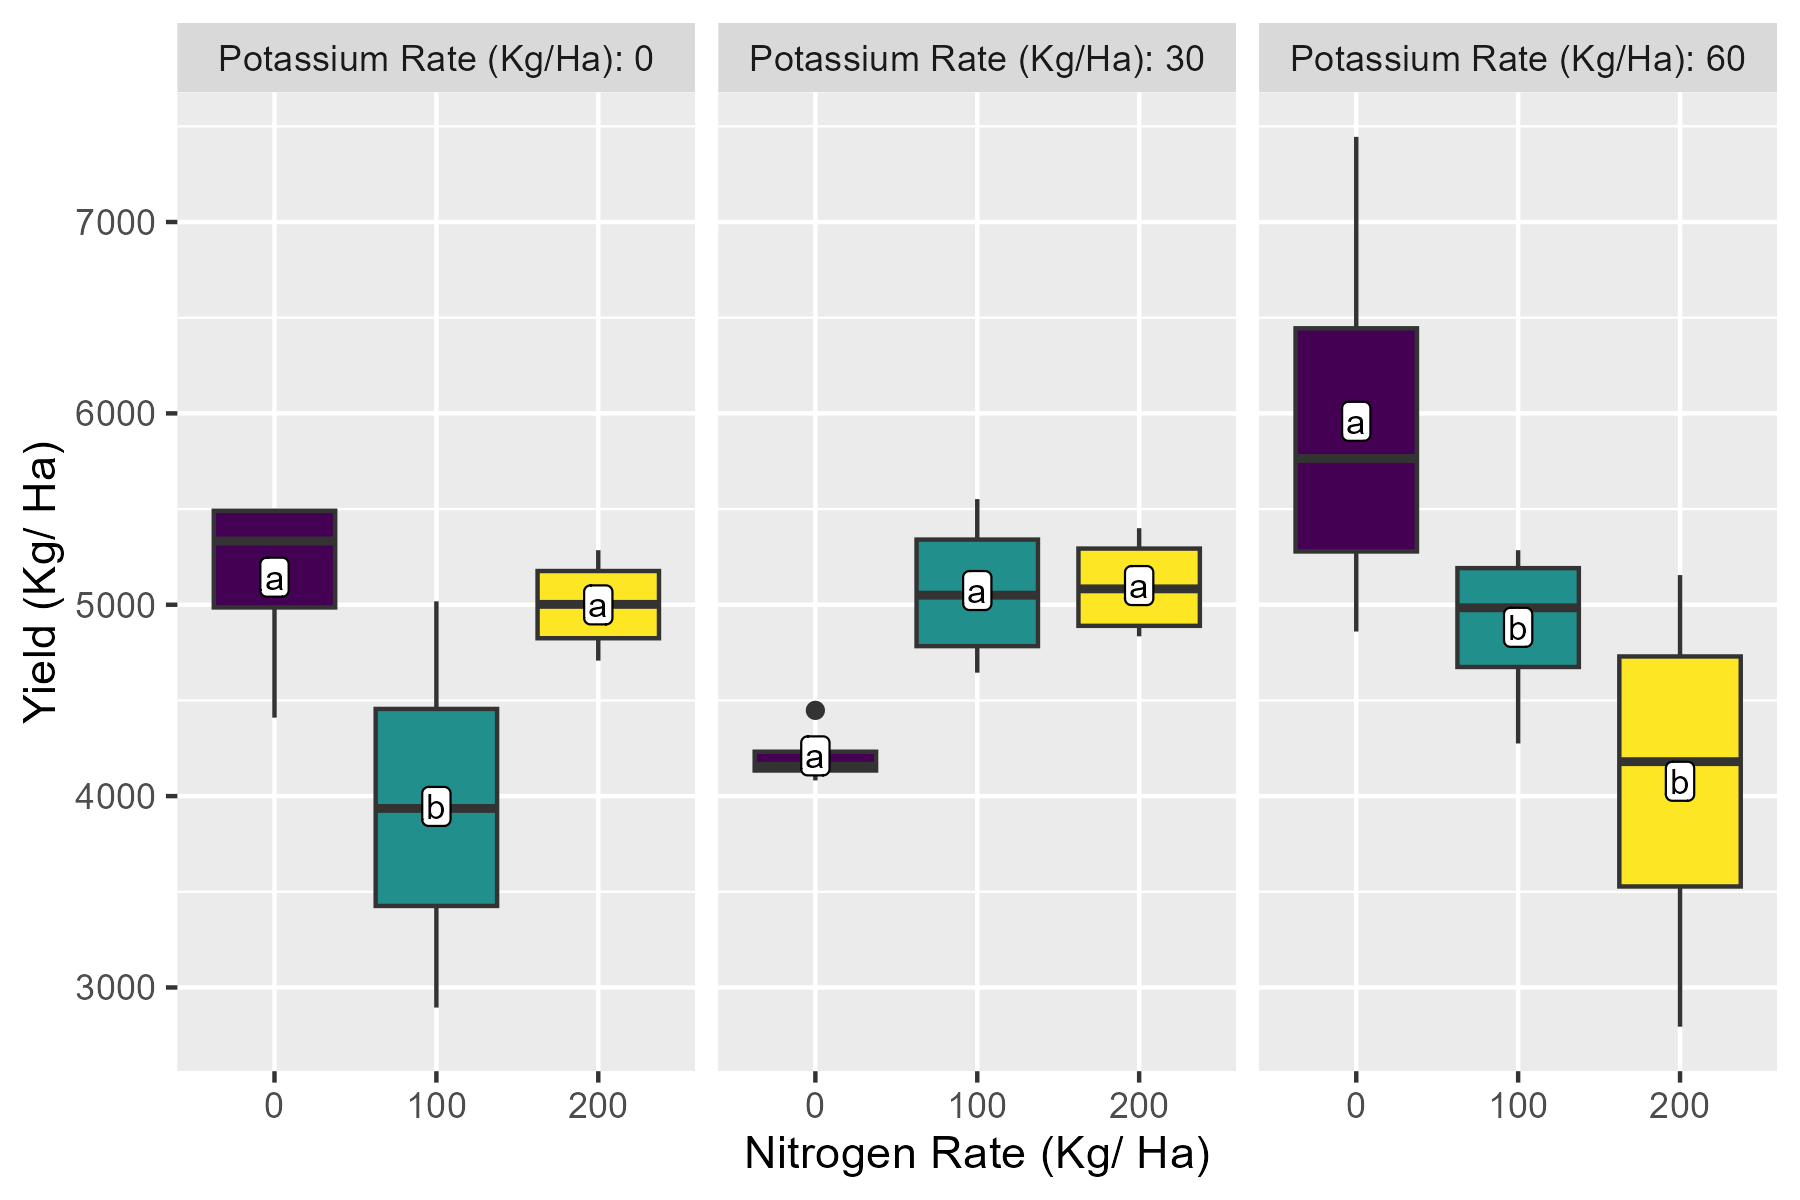 Potassium Rate (Kg/Ha): 0
Potassium Rate (Kg/Ha): 30
Potassium Rate (Kg/Ha): 60
Yield (Kg/ Ha)
7000
6000
5000
4000
3000
a
b
a
a
a
a
a
b
b
0 100 200
0 100 200
0 100 200
Nitrogen Rate (Kg/ Ha)